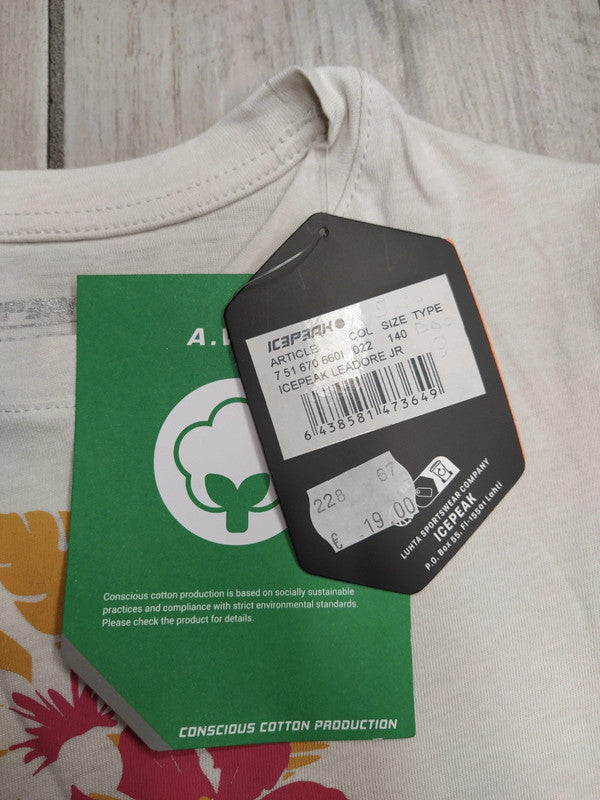 A.
ICEPEAK
ARTICLE COL SIZE TYPE
7 51 670 660I 022 140
ICEPEAK LEADORE JR
6 438581 473649
228 67
€ 19.00
LUHTA SPORTSWEAR COMPANY
ICEPEAK
P.O. Box 55, FI-15501 Lahti
Conscious cotton production is based on socially sustainable
practices and compliance with strict environmental standards.
Please check the product for details.
CONSCIOUS COTTON PRODUCTION